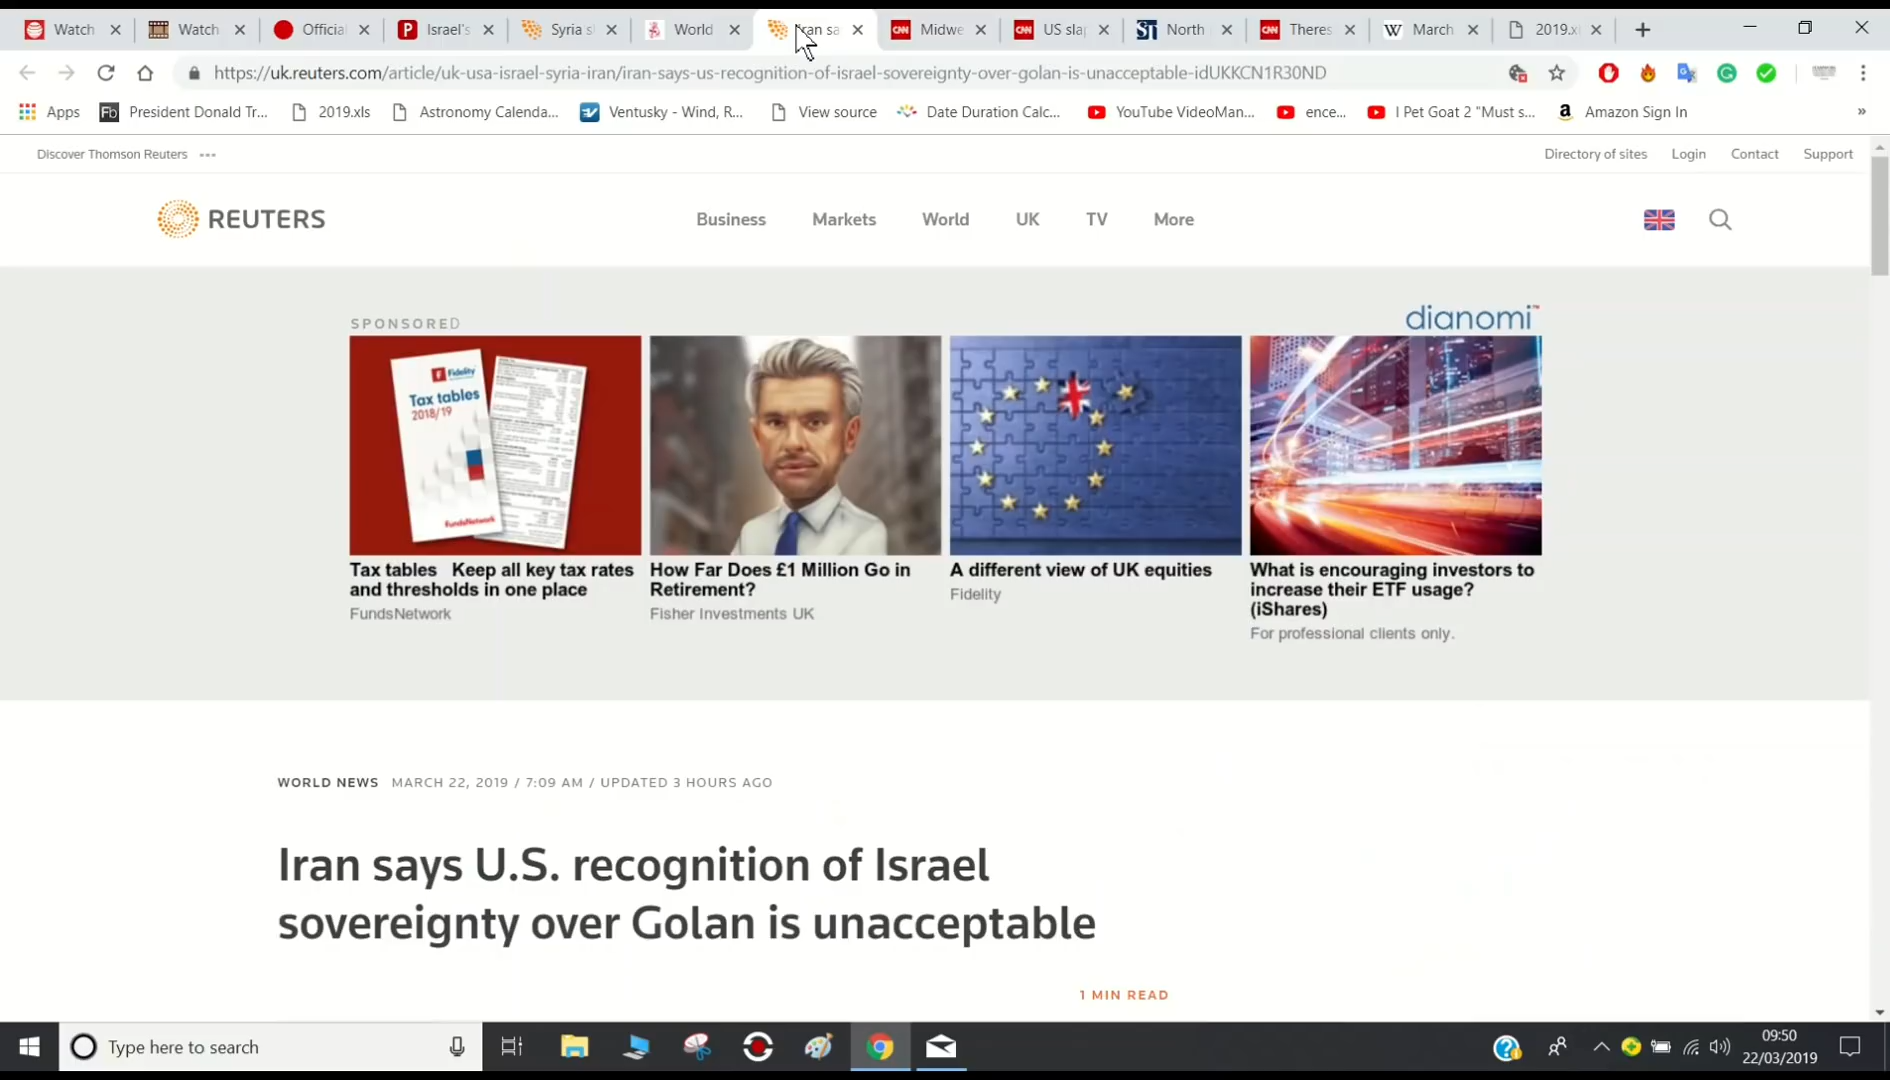 Watch
Watch
Official
Israel's
Syria s
World
Iran sa
Midwe
US slap
North
Theres
March
2019.x
https://uk.reuters.com/article/uk-usa-israel-syria-iran/iran-says-us-recognition-of-israel-sovereignty-over-golan-is-unacceptable-idUKKCN1R30ND
Apps
President Donald Tr...
2019.xls
Astronomy Calenda...
Ventusky - Wind, R...
View source
Date Duration Calc...
YouTube VideoMan...
ence...
I Pet Goat 2 "Must s...
Amazon Sign In
Discover Thomson Reuters
Directory of sites Login Contact Support
REUTERS
Business Markets World UK TV More
SPONSORED
dianomi™
Fidelity
Tax tables
2018/19
FundsNetwork
Tax tables Keep all key tax rates
and thresholds in one place
FundsNetwork
How Far Does £1 Million Go in
Retirement?
Fisher Investments UK
A different view of UK equities
Fidelity
What is encouraging investors to
increase their ETF usage?
(iShares)
For professional clients only.
WORLD NEWS MARCH 22, 2019 / 7:09 AM / UPDATED 3 HOURS AGO
Iran says U.S. recognition of Israel
sovereignty over Golan is unacceptable
1 MIN READ
Type here to search
09:50
22/03/2019